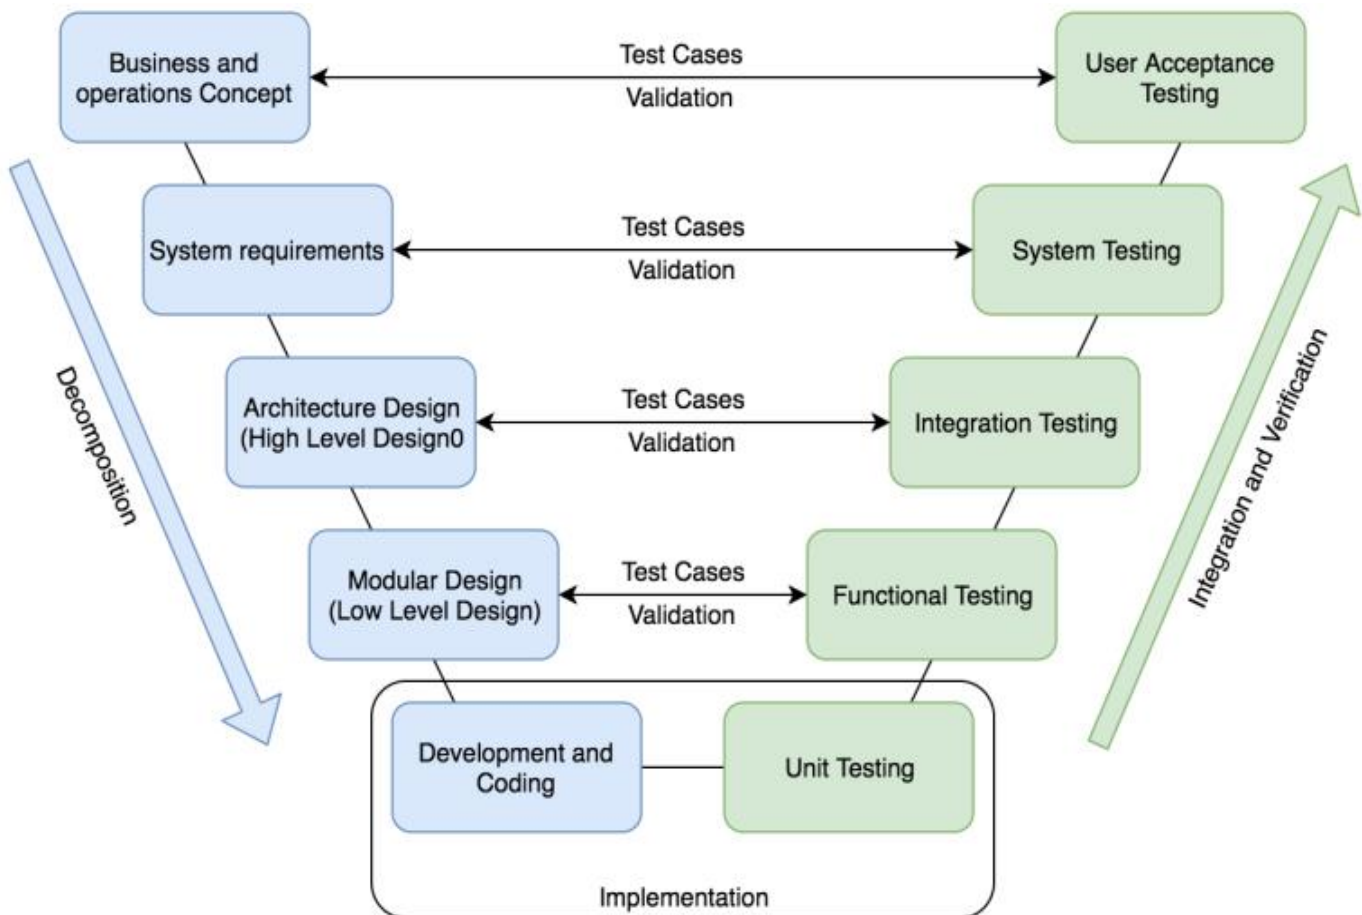 Business and
operations Concept
Test Cases
Validation
User Acceptance
Testing
System requirements
Test Cases
Validation
System Testing
Decomposition
Architecture Design
(High Level Design0
Test Cases
Validation
Integration Testing
Integration and Verification
Modular Design
(Low Level Design)
Test Cases
Validation
Functional Testing
Development and
Coding
Unit Testing
Implementation